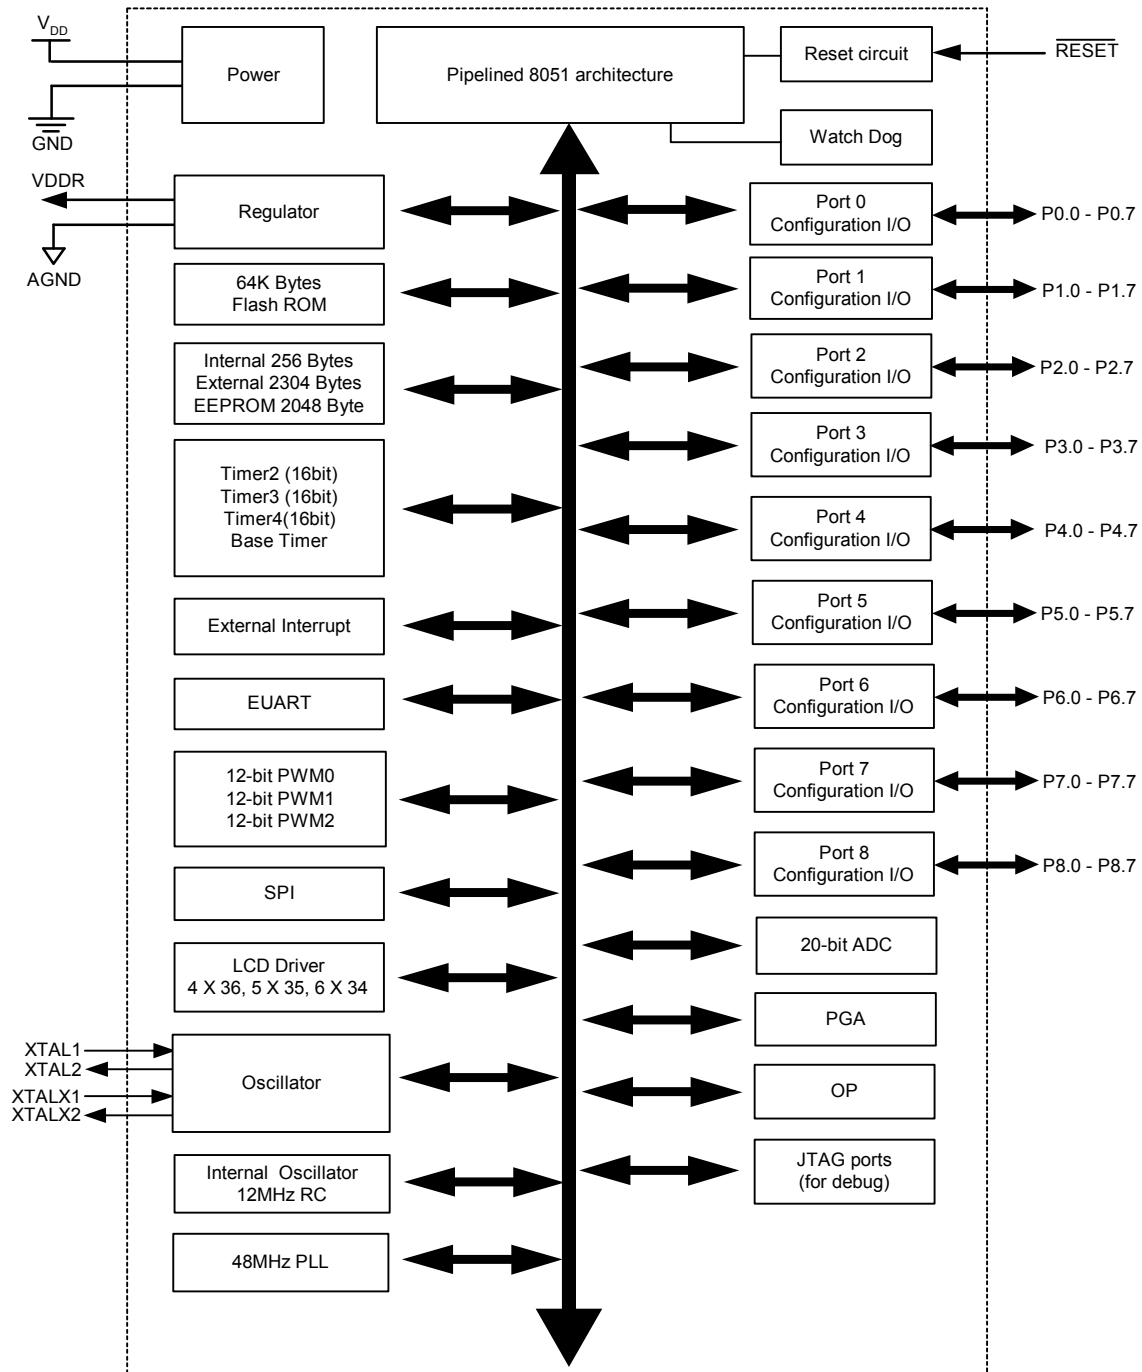 VDD
GND
Power
Pipelined 8051 architecture
Reset circuit
RESET
Watch Dog
VDDR
AGND
Regulator
Port 0
Configuration I/O
P0.0 - P0.7
64K Bytes
Flash ROM
Port 1
Configuration I/O
P1.0 - P1.7
Internal 256 Bytes
External 2304 Bytes
EEPROM 2048 Byte
Port 2
Configuration I/O
P2.0 - P2.7
Timer2 (16bit)
Timer3 (16bit)
Timer4(16bit)
Base Timer
Port 3
Configuration I/O
P3.0 - P3.7
Port 4
Configuration I/O
P4.0 - P4.7
External Interrupt
Port 5
Configuration I/O
P5.0 - P5.7
EUART
Port 6
Configuration I/O
P6.0 - P6.7
12-bit PWM0
12-bit PWM1
12-bit PWM2
Port 7
Configuration I/O
P7.0 - P7.7
SPI
Port 8
Configuration I/O
P8.0 - P8.7
LCD Driver
4 X 36, 5 X 35, 6 X 34
20-bit ADC
PGA
XTAL1
XTAL2
XTALX1
XTALX2
Oscillator
OP
Internal Oscillator
12MHz RC
JTAG ports
(for debug)
48MHz PLL